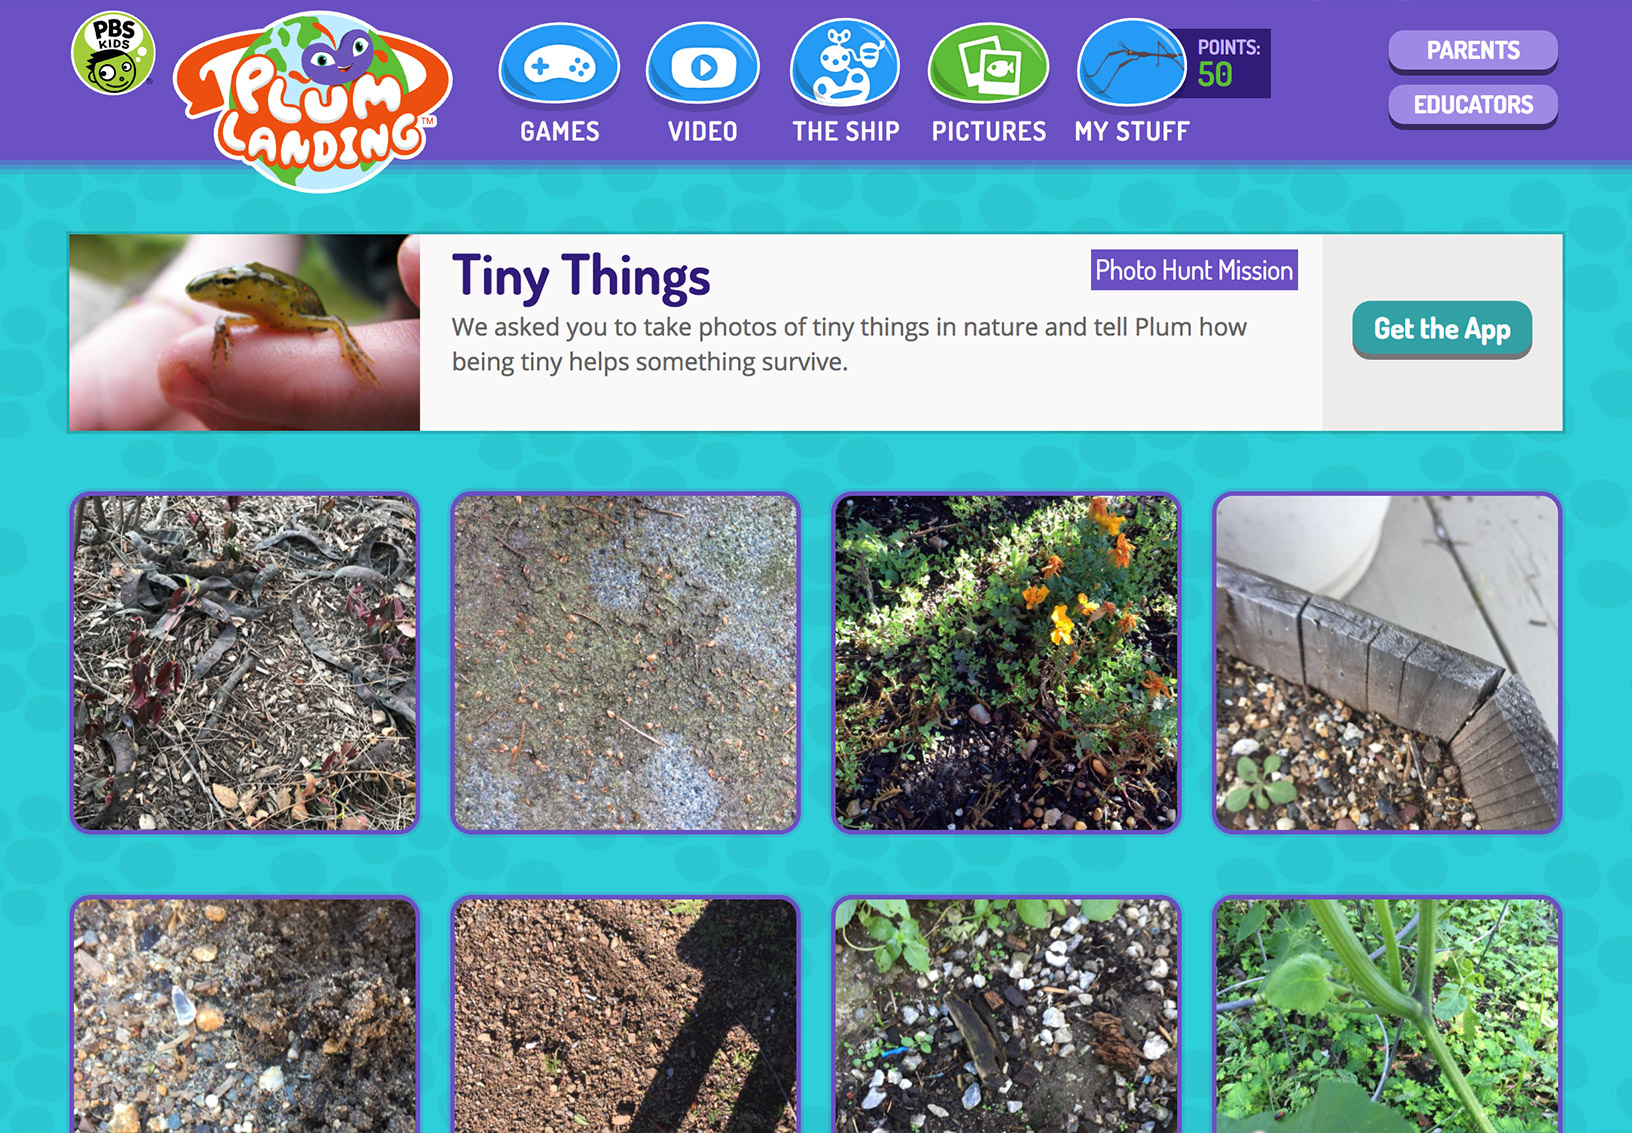 PBS
KIDS
PLUM
LANDING™
GAMES
VIDEO
THE SHIP
PICTURES
MY STUFF
POINTS:
50
PARENTS
EDUCATORS
Tiny Things
Photo Hunt Mission
We asked you to take photos of tiny things in nature and tell Plum how
being tiny helps something survive.
Get the App